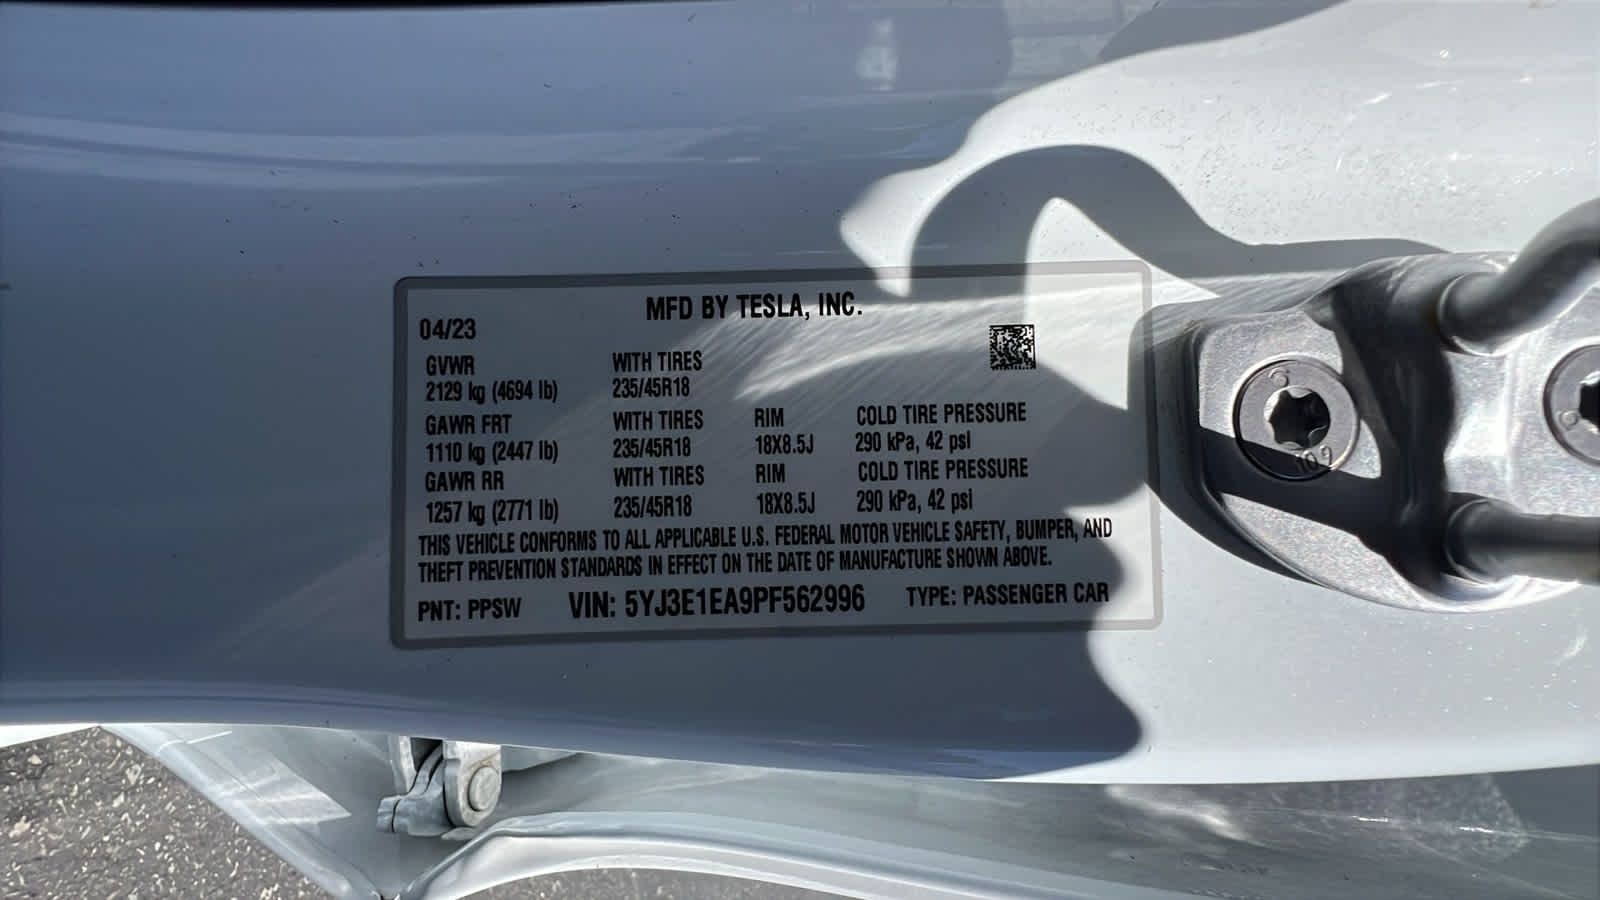 MFD BY TESLA, INC.
04/23
GVWR WITH TIRES
2129 kg (4694 lb) 235/45R18
GAWR FRT WITH TIRES RIM COLD TIRE PRESSURE
1110 kg (2447 lb) 235/45R18 18X8.5J 290 kPa, 42 psi
GAWR RR WITH TIRES RIM COLD TIRE PRESSURE
1257 kg (2771 lb) 235/45R18 18X8.5J 290 kPa, 42 psi
THIS VEHICLE CONFORMS TO ALL APPLICABLE U.S. FEDERAL MOTOR VEHICLE SAFETY, BUMPER, AND
THEFT PREVENTION STANDARDS IN EFFECT ON THE DATE OF MANUFACTURE SHOWN ABOVE.
PNT: PPSW VIN: 5YJ3E1EA9PF562996 TYPE: PASSENGER CAR